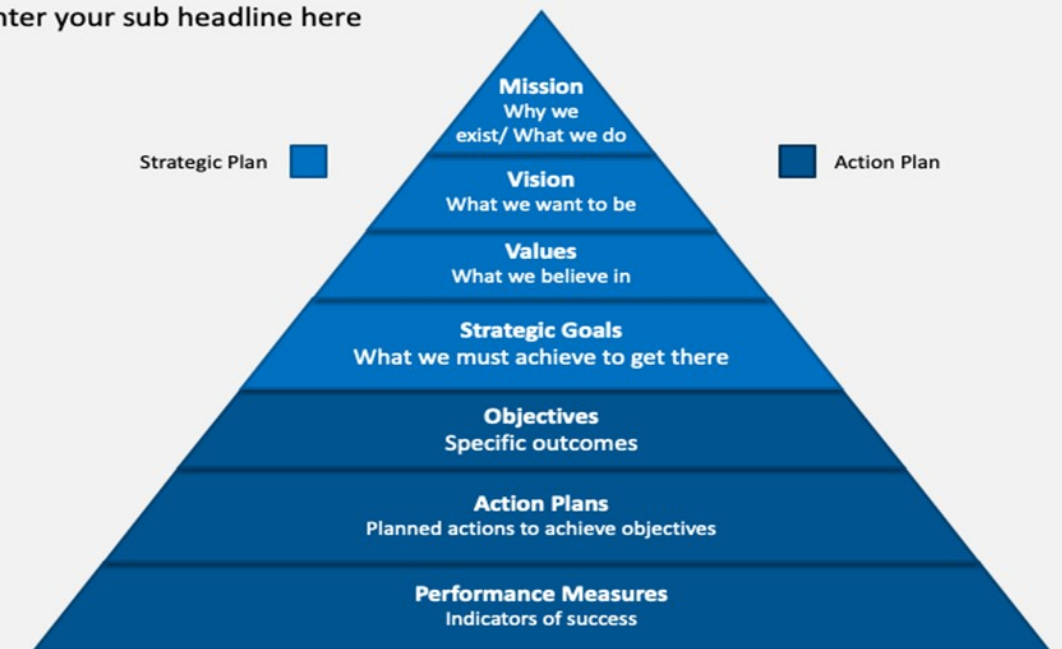 nter your sub headline here
Mission
Why we
exist/ What we do
Strategic Plan
Action Plan
Vision
What we want to be
Values
What we believe in
Strategic Goals
What we must achieve to get there
Objectives
Specific outcomes
Action Plans
Planned actions to achieve objectives
Performance Measures
Indicators of success